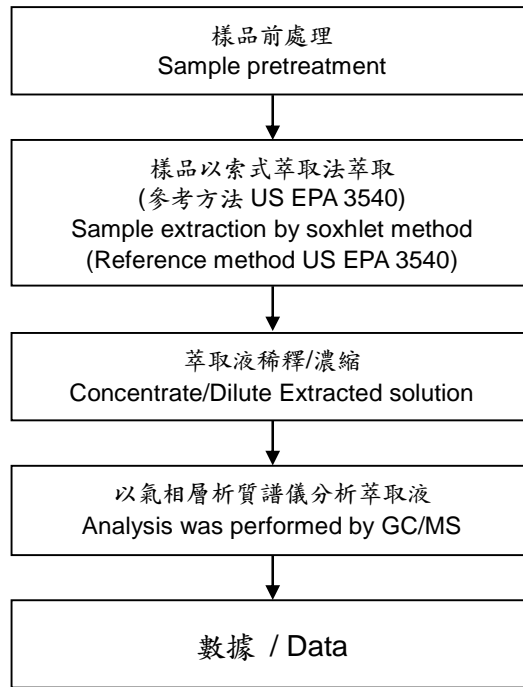 樣品前處理
Sample pretreatment
樣品以索式萃取法萃取
(參考方法 US EPA 3540)
Sample extraction by soxhlet method
(Reference method US EPA 3540)
萃取液稀釋/濃縮
Concentrate/Dilute Extracted solution
以氣相層析質譜儀分析萃取液
Analysis was performed by GC/MS
數據 / Data